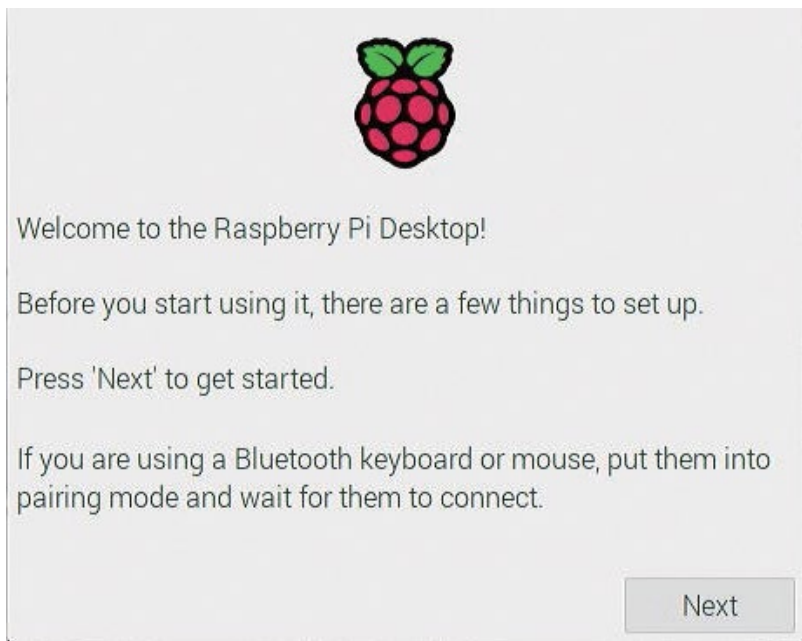 Welcome to the Raspberry Pi Desktop!
Before you start using it, there are a few things to set up.
Press 'Next' to get started.
If you are using a Bluetooth keyboard or mouse, put them into
pairing mode and wait for them to connect.
Next